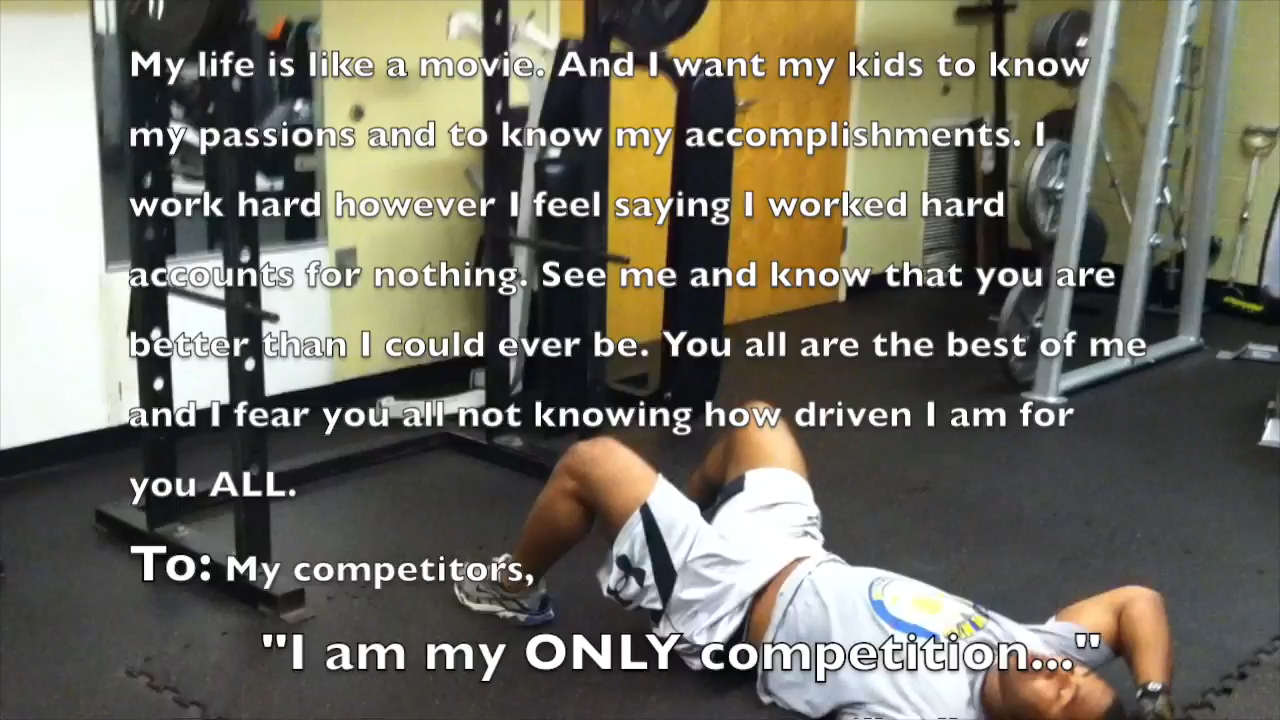 My life is like a movie. And I want my kids to know
my passions and to know my accomplishments. I
work hard however I feel saying I worked hard
accounts for nothing. See me and know that you are
better than I could ever be. You all are the best of me
and I fear you all not knowing how driven I am for
you ALL.
To: My competitors,
"I am my ONLY competition..."